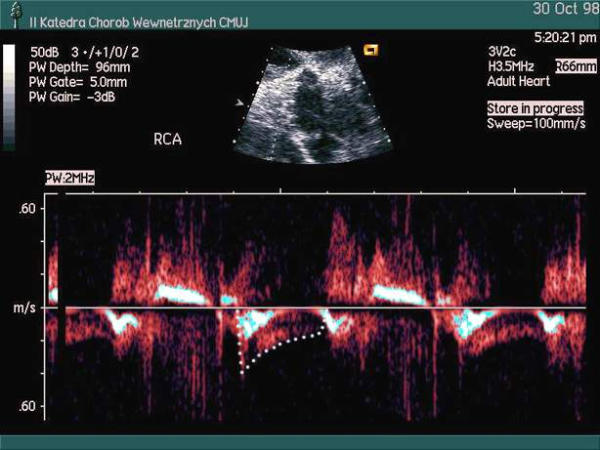 30 Oct 98
II Katedra Chorob Wewnetrznych CMUJ
5:20:21 pm
50dB 3 •/+1/0/ 2
PW Depth= 96mm
PW Gate= 5.0mm
PW Gain= -3dB
3V2c
H3.5MHz R66mm
Adult Heart
Store in progress
Sweep=100mm/s
RCA
PW:2MHz
.60
m/s
.60